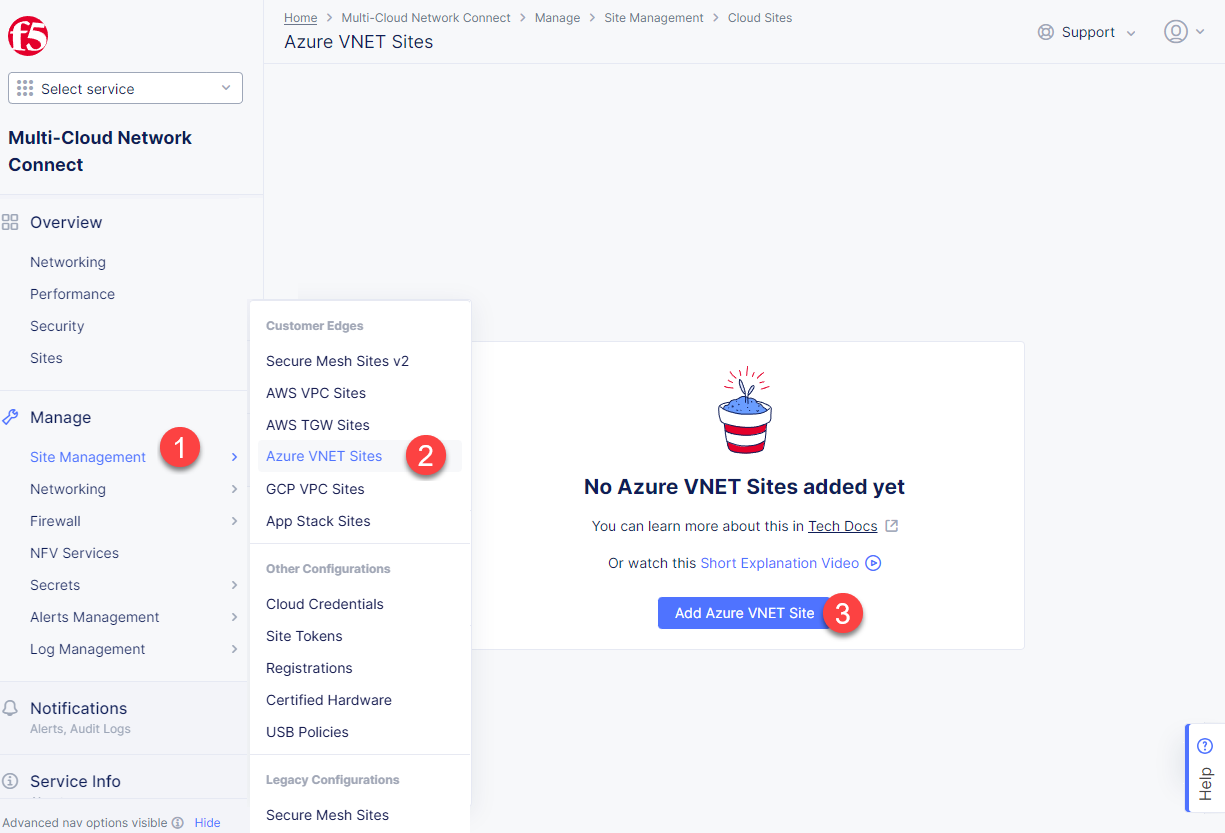 f5
Home > Multi-Cloud Network Connect > Manage > Site Management > Cloud Sites
Azure VNET Sites
Support
Select service
Multi-Cloud Network
Connect
Overview
Networking
Performance
Security
Sites
Manage
Site Management
1
Networking
Firewall
NFV Services
Secrets
Alerts Management
Log Management
Notifications
Alerts, Audit Logs
Service Info
Advanced nav options visible
Hide
Customer Edges
Secure Mesh Sites v2
AWS VPC Sites
AWS TGW Sites
Azure VNET Sites
2
GCP VPC Sites
App Stack Sites
Other Configurations
Cloud Credentials
Site Tokens
Registrations
Certified Hardware
USB Policies
Legacy Configurations
Secure Mesh Sites
No Azure VNET Sites added yet
You can learn more about this in Tech Docs
Or watch this Short Explanation Video
Add Azure VNET Site
3
Help